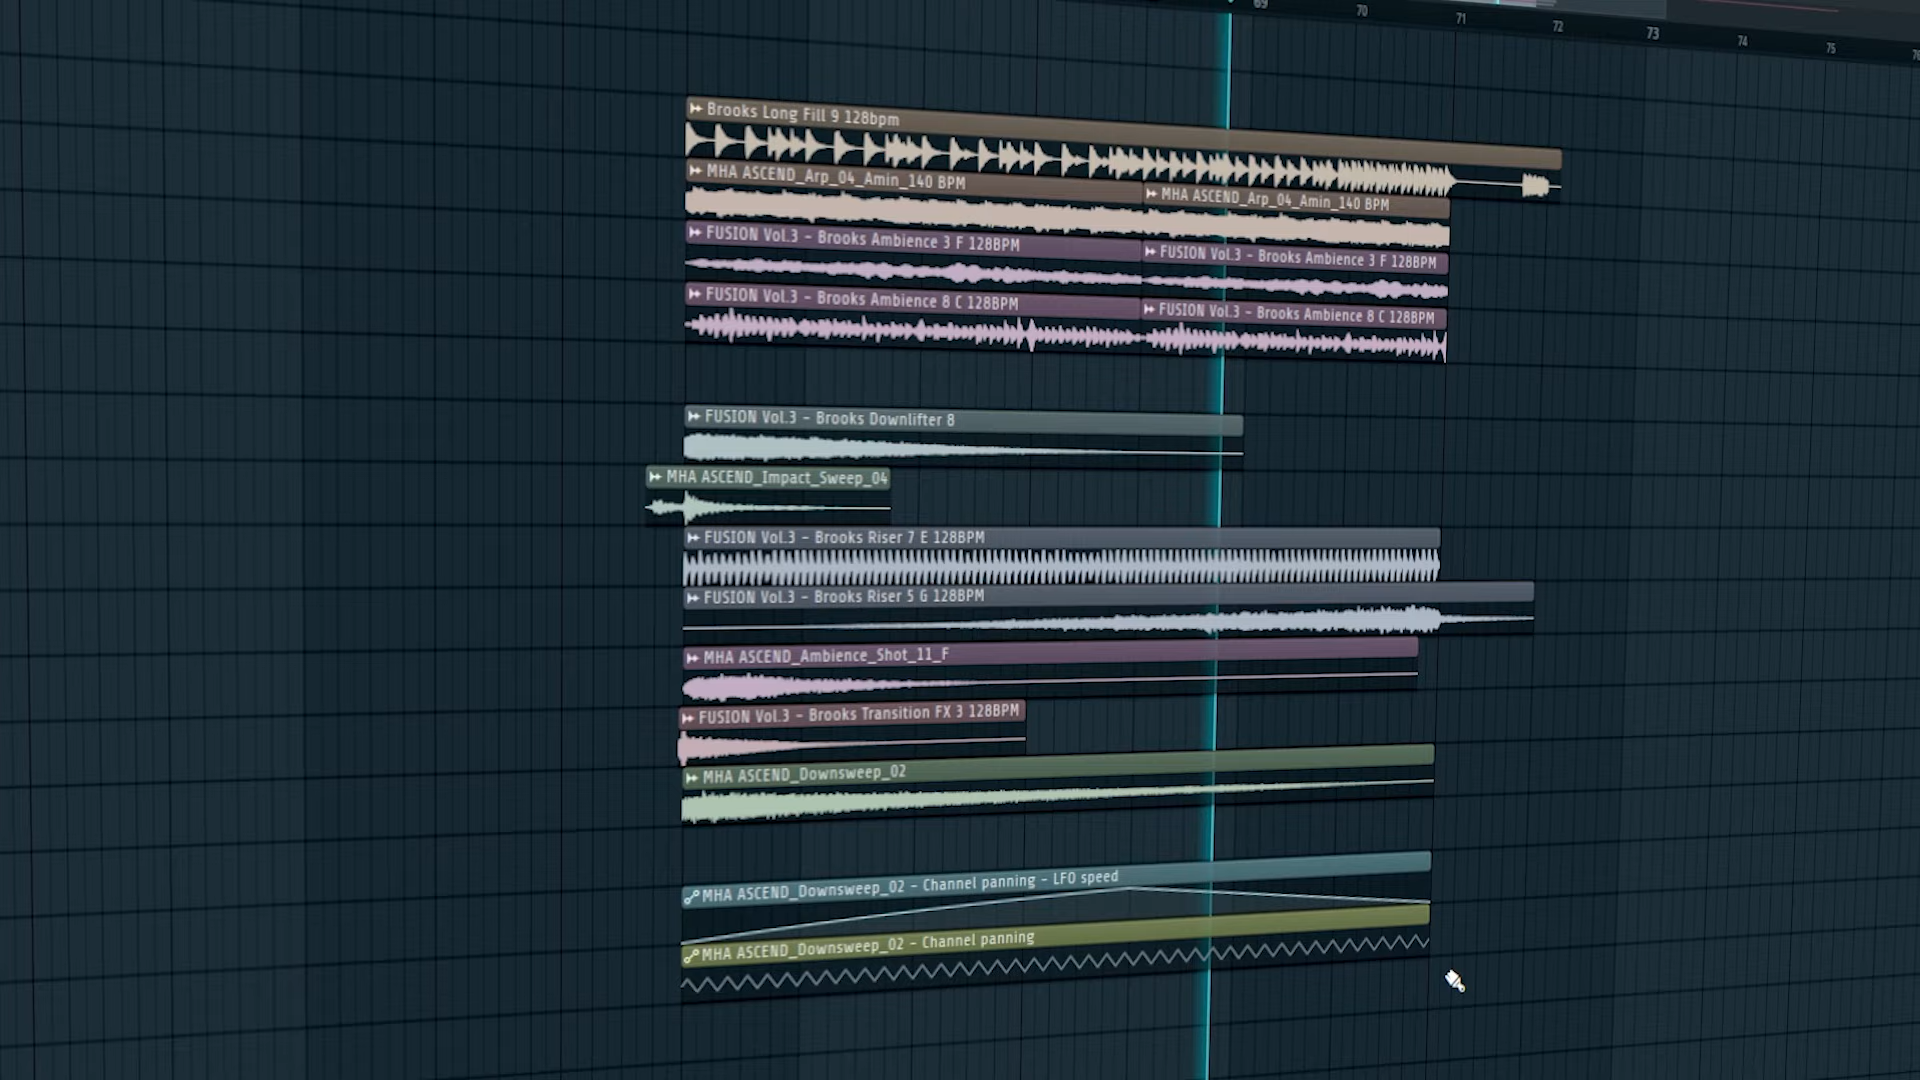 69
70
71
72
73
74
75
Brooks Long Fill 9 128bpm
MHA ASCEND_Arp_04_Amin_140 BPM
MHA ASCEND_Arp_04_Amin_140 BPM
FUSION Vol.3 - Brooks Ambience 3 F 128BPM
FUSION Vol.3 - Brooks Ambience 3 F 128BPM
FUSION Vol.3 - Brooks Ambience 8 C 128BPM
FUSION Vol.3 - Brooks Ambience 8 C 128BPM
FUSION Vol.3 - Brooks Downlifter 8
MHA ASCEND_Impact_Sweep_04
FUSION Vol.3 - Brooks Riser 7 E 128BPM
FUSION Vol.3 - Brooks Riser 5 G 128BPM
MHA ASCEND_Ambience_Shot_11_F
FUSION Vol.3 - Brooks Transition FX 3 128BPM
MHA ASCEND_Downsweep_02
MHA ASCEND_Downsweep_02 - Channel panning - LFO speed
MHA ASCEND_Downsweep_02 - Channel panning